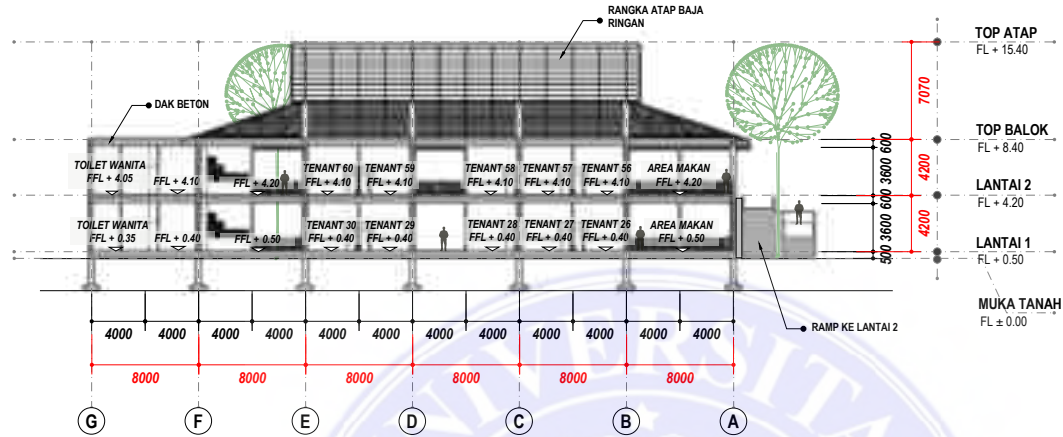 RANGKA ATAP BAJA
RINGAN
TOP ATAP
FL + 15.40
7070
DAK BETON
TOP BALOK
FL + 8.40
600
TOILET WANITA
FFL + 4.05
FFL + 4.10
FFL + 4.20
TENANT 60
FFL + 4.10
TENANT 59
FFL + 4.10
TENANT 58
FFL + 4.10
TENANT 57
FFL + 4.10
TENANT 56
FFL + 4.10
AREA MAKAN
FFL + 4.20
3600
4200
LANTAI 2
FL + 4.20
600
TOILET WANITA
FFL + 0.35
FFL + 0.40
FFL + 0.50
TENANT 30
FFL + 0.40
TENANT 29
FFL + 0.40
TENANT 28
FFL + 0.40
TENANT 27
FFL + 0.40
TENANT 26
FFL + 0.40
AREA MAKAN
FFL + 0.50
3600
4200
LANTAI 1
FL + 0.50
500
MUKA TANAH
FL ± 0.00
RAMP KE LANTAI 2
4000 4000 4000 4000 4000 4000 4000 4000 4000 4000 4000 4000
8000 8000 8000 8000 8000 8000
G F E D C B A
NIVERSITA